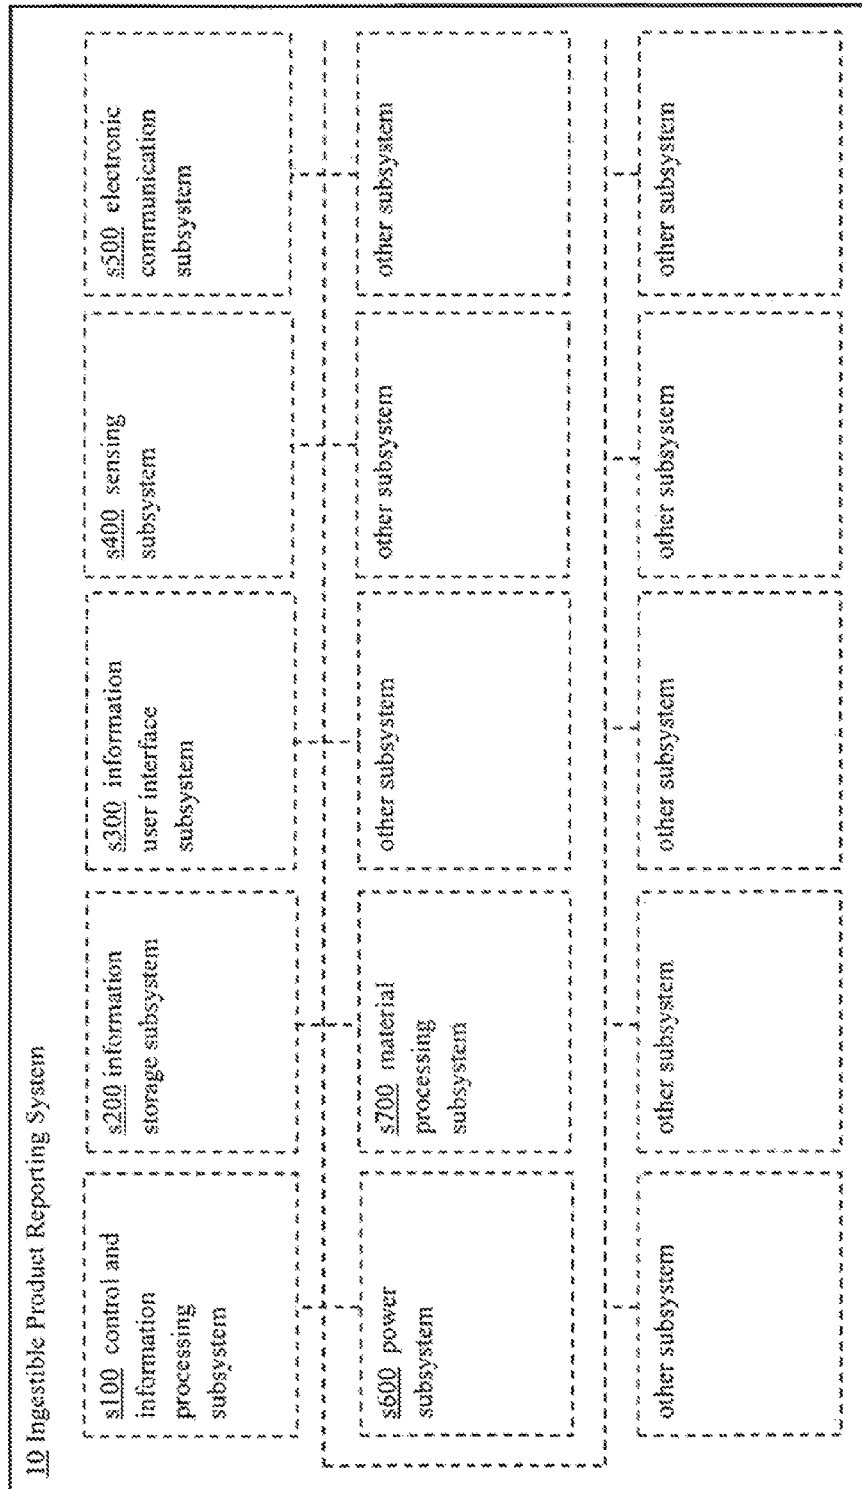 10 Ingestible Product Reporting System
s100 control and
information
processing
subsystem
s200 information
storage subsystem
s300 information
user interface
subsystem
s400 sensing
subsystem
s500 electronic
communication
subsystem
s600 power
subsystem
s700 material
processing
subsystem
other subsystem
other subsystem
other subsystem
other subsystem
other subsystem
other subsystem
other subsystem
other subsystem